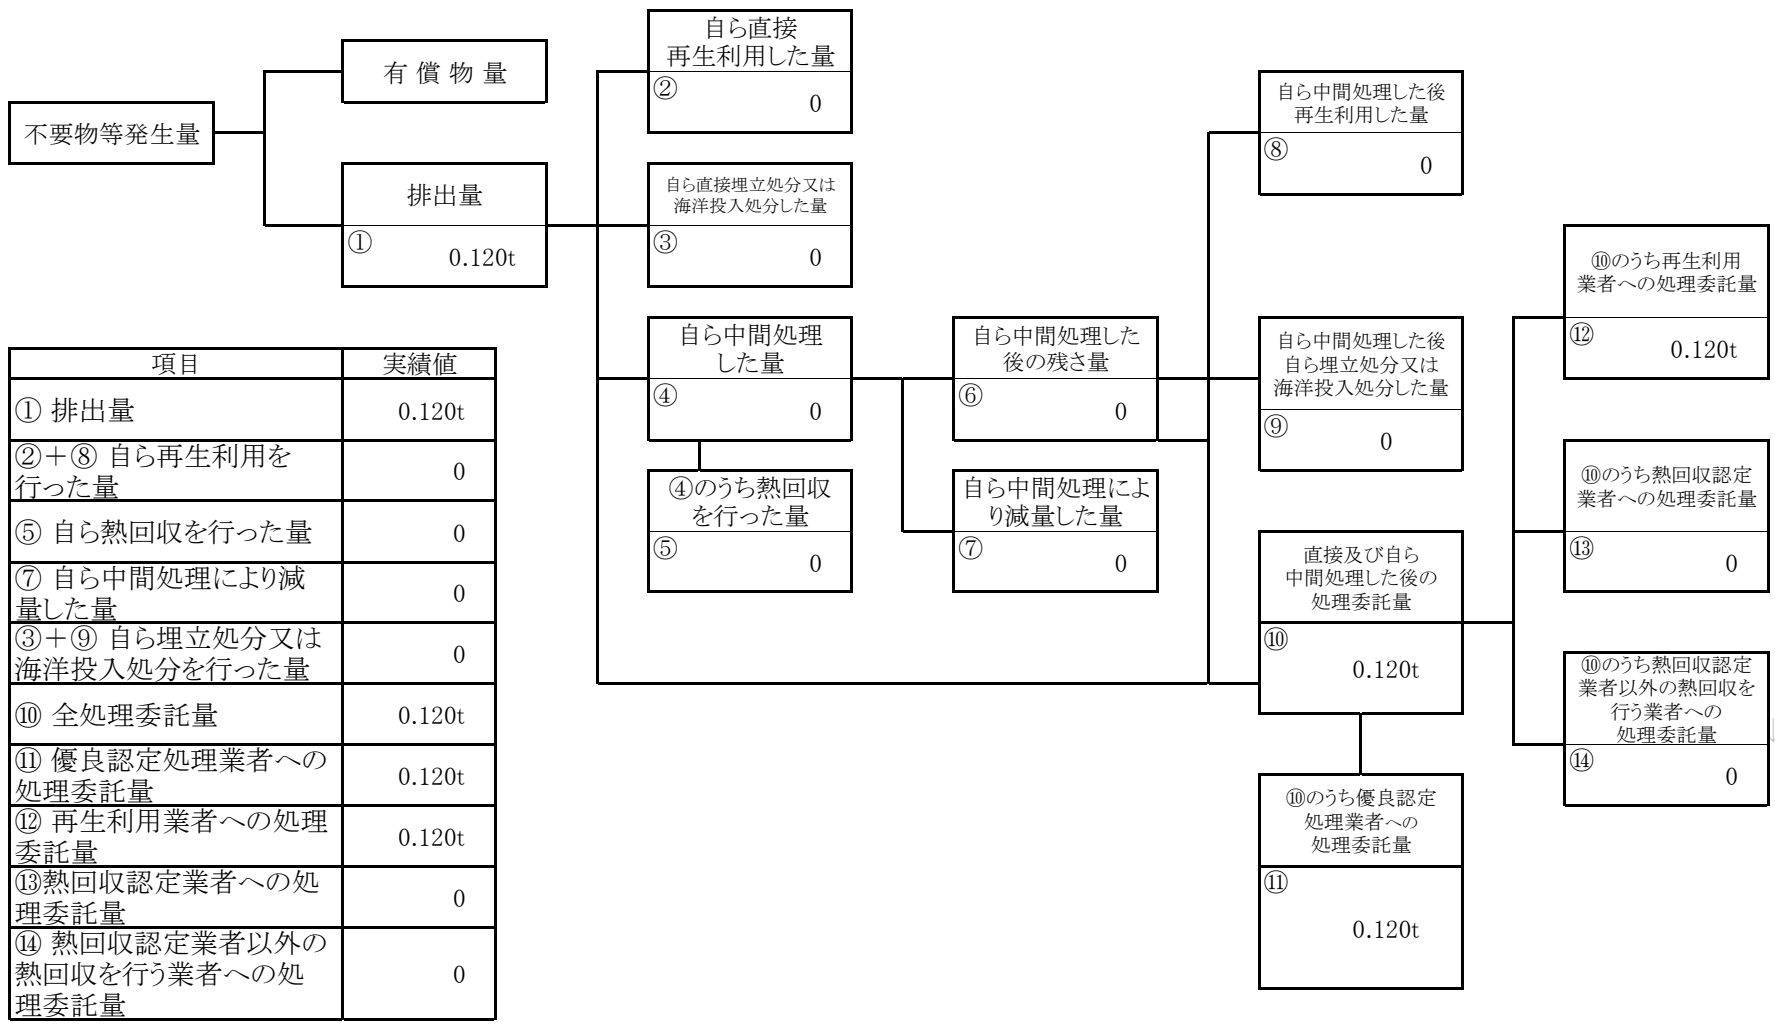 不要物等発生量
有償物量
排出量
①
0.120t
自ら直接
再生利用した量
②
0
自ら直接埋立処分又は
海洋投入処分した量
③
0
自ら中間処理
した量
④
0
④のうち熱回収
を行った量
⑤
0
自ら中間処理した
後の残さ量
⑥
0
自ら中間処理によ
り減量した量
⑦
0
自ら中間処理した後
再生利用した量
⑧
0
自ら中間処理した後
自ら埋立処分又は
海洋投入処分した量
⑨
0
直接及び自ら
中間処理した後の
処理委託量
⑩
0.120t
⑩のうち優良認定
処理業者への
処理委託量
⑪
0.120t
⑩のうち再生利用
業者への処理委託量
⑫
0.120t
⑩のうち熱回収認定
業者への処理委託量
⑬
0
⑩のうち熱回収認定
業者以外の熱回収を
行う業者への
処理委託量
⑭
0
項目 実績値
① 排出量 0.120t
②＋⑧ 自ら再生利用を
行った量 0
⑤ 自ら熱回収を行った量 0
⑦ 自ら中間処理により減
量した量 0
③＋⑨ 自ら埋立処分又は
海洋投入処分を行った量 0
⑩ 全処理委託量 0.120t
⑪ 優良認定処理業者への
処理委託量 0.120t
⑫ 再生利用業者への処理
委託量 0.120t
⑬熱回収認定業者への処
理委託量 0
⑭ 熱回収認定業者以外の
熱回収を行う業者への処
理委託量 0